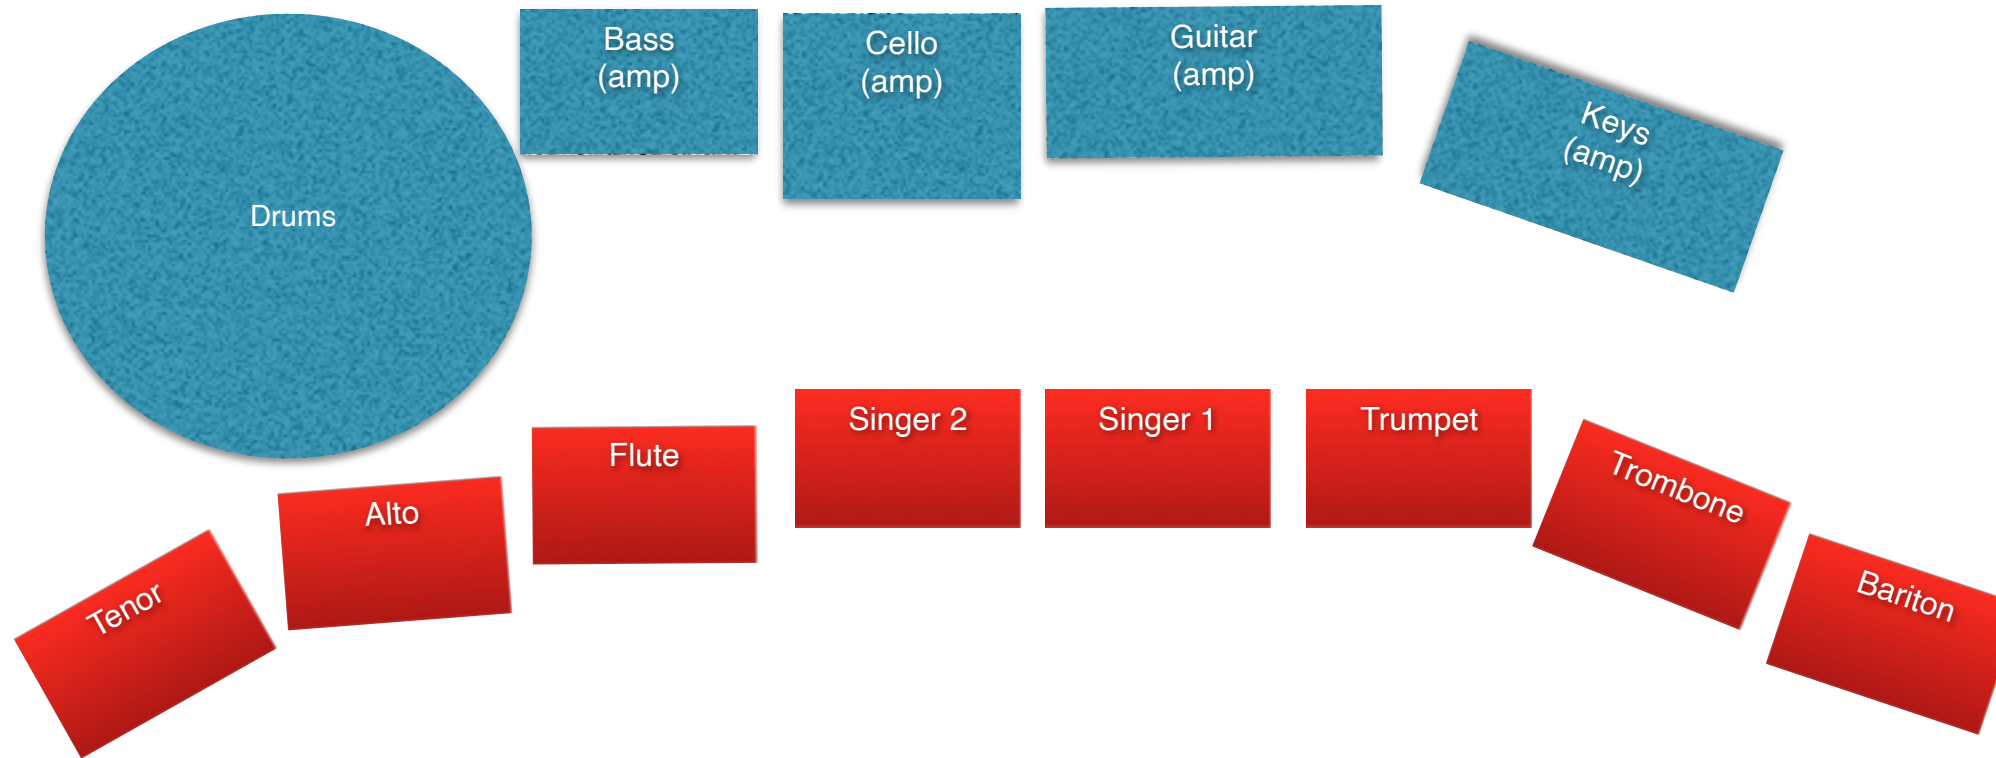 Bass
(amp)
Cello
(amp)
Guitar
(amp)
Keys
(amp)
Drums
Singer 2
Singer 1
Trumpet
Flute
Trombone
Alto
Tenor
Bariton